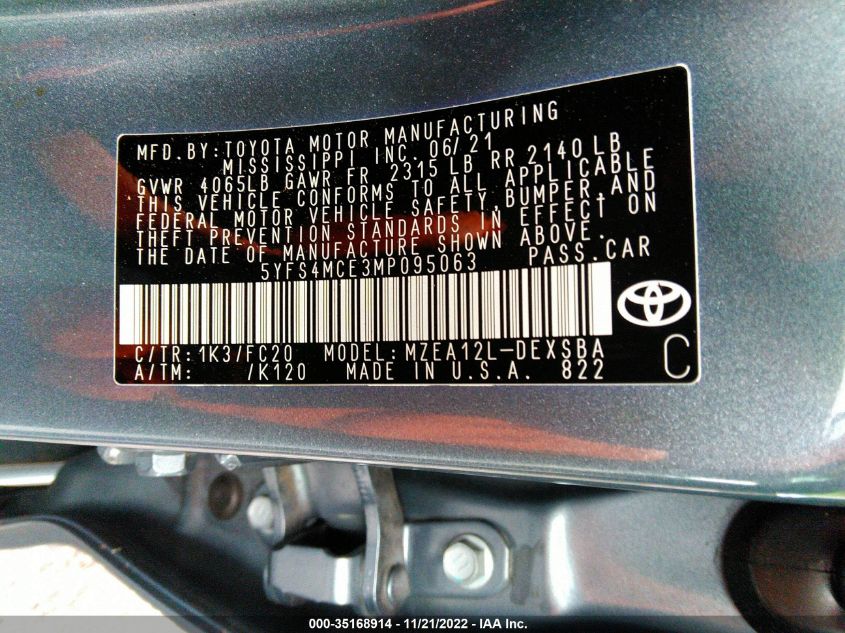 MFD.BY:TOYOTA MOTOR MANUFACTURING
MISSISSIPPI INC. 06/21
GVWR 4065LB GAWR FR 2315 LB RR 2140 LB
THIS VEHICLE CONFORMS TO ALL APPLICABLE
FEDERAL MOTOR VEHICLE SAFETY,BUMPER,AND
THEFT PREVENTION STANDARDS IN EFFECT ON
THE DATE OF MANUFACTURE SHOWN ABOVE.
5YFS4MCE3MP095063 PASS.CAR
C/TR:1K3/FC20 MODEL:MZEA12L-DEXSBA
A/TM: /K120 MADE IN U.S.A. 822
C
000-35168914 - 11/21/2022 - IAA Inc.